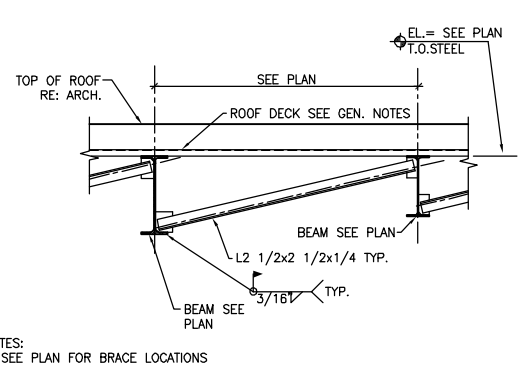 EL.= SEE PLAN
T.O.STEEL
SEE PLAN
TOP OF ROOF
RE: ARCH.
ROOF DECK SEE GEN. NOTES
BEAM SEE PLAN
L2 1/2x2 1/2x1/4 TYP.
3/16 TYP.
BEAM SEE
PLAN
TES:
SEE PLAN FOR BRACE LOCATIONS